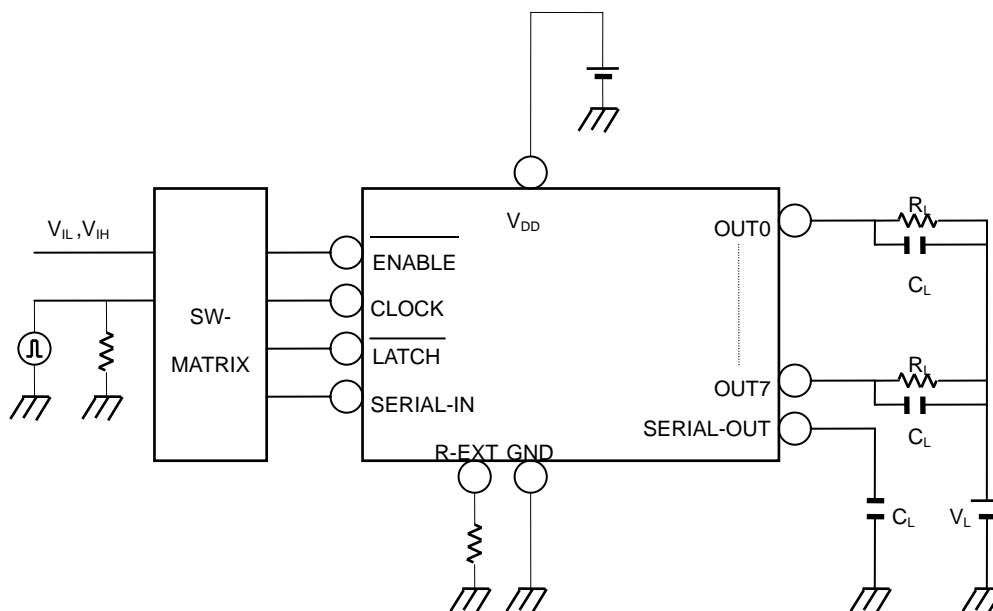 V_DD
V_IL ,V_IH
SW-
MATRIX
ENABLE
CLOCK
LATCH
SERIAL-IN
R-EXT
GND
OUT0
OUT7
SERIAL-OUT
R_L
C_L
R_L
C_L
C_L
V_L